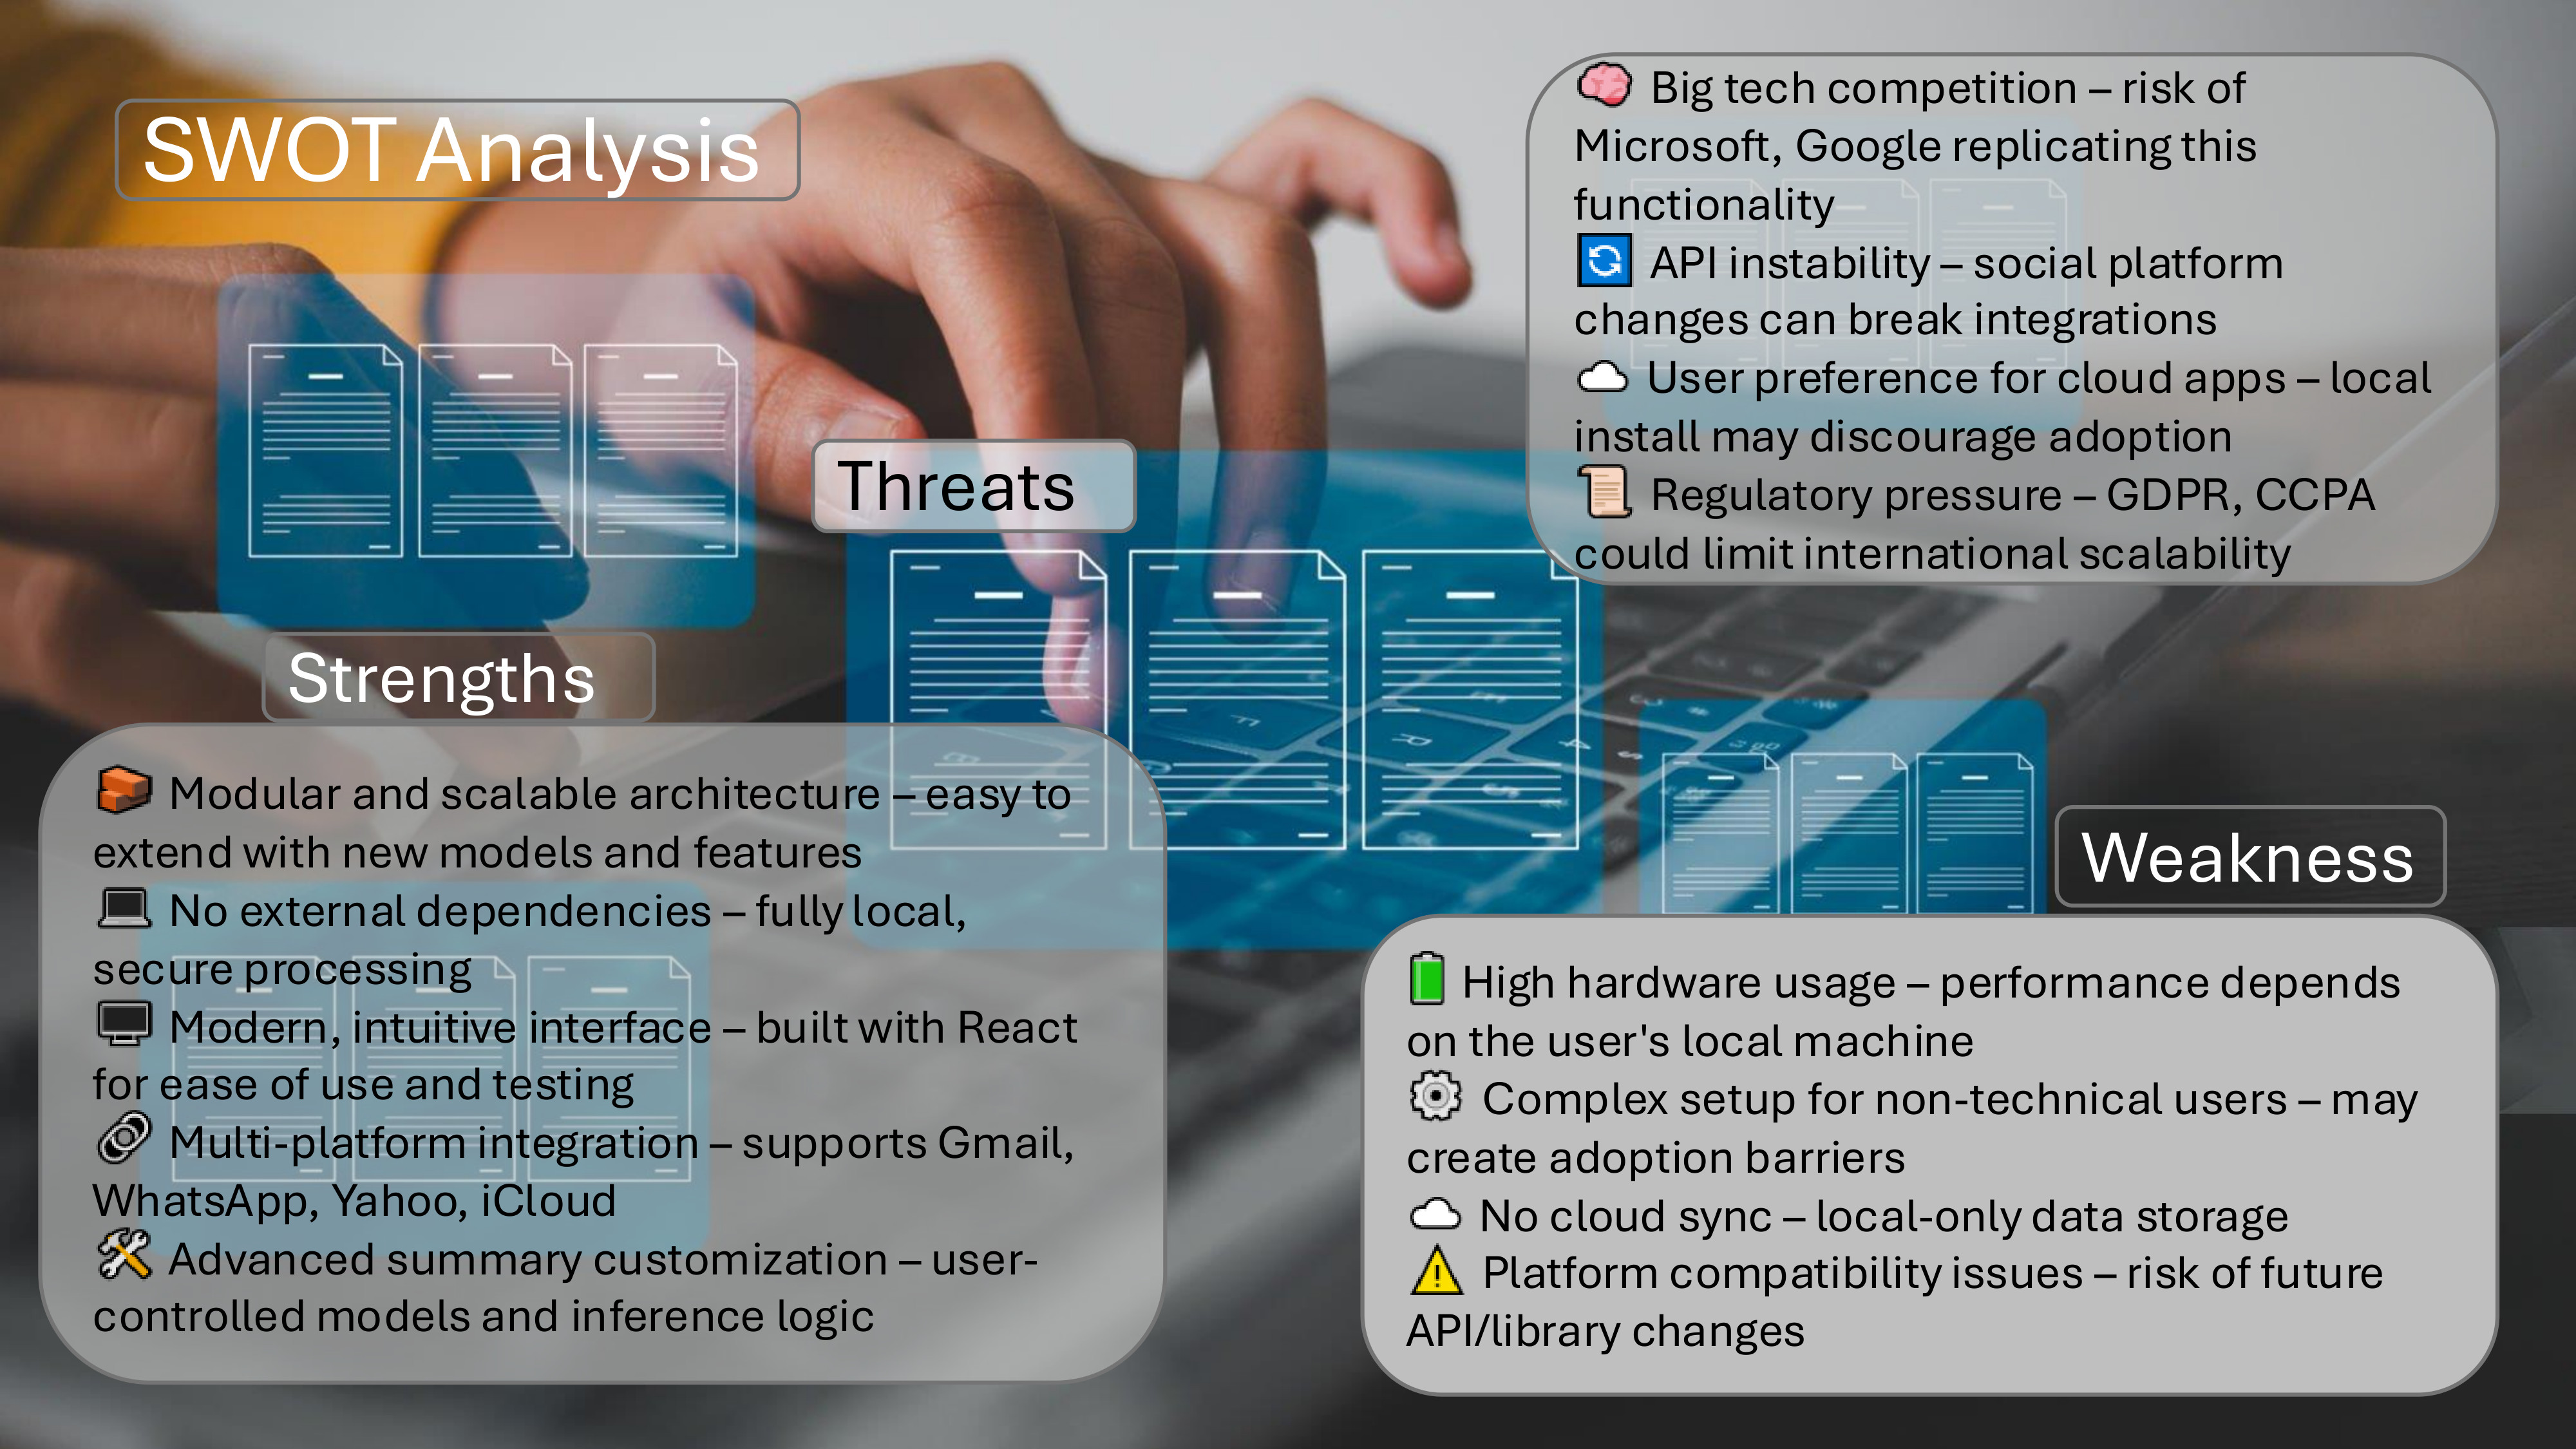 SWOT Analysis
Threats
🧠 Big tech competition – risk of
Microsoft, Google replicating this
functionality
🔄 API instability – social platform
changes can break integrations
☁️ User preference for cloud apps – local
install may discourage adoption
📜 Regulatory pressure – GDPR, CCPA
could limit international scalability
Strengths
🧱 Modular and scalable architecture – easy to
extend with new models and features
💻 No external dependencies – fully local,
secure processing
🖥️ Modern, intuitive interface – built with React
for ease of use and testing
🔗 Multi-platform integration – supports Gmail,
WhatsApp, Yahoo, iCloud
🛠️ Advanced summary customization – user-
controlled models and inference logic
Weakness
🔋 High hardware usage – performance depends
on the user's local machine
⚙️ Complex setup for non-technical users – may
create adoption barriers
☁️ No cloud sync – local-only data storage
⚠️ Platform compatibility issues – risk of future
API/library changes